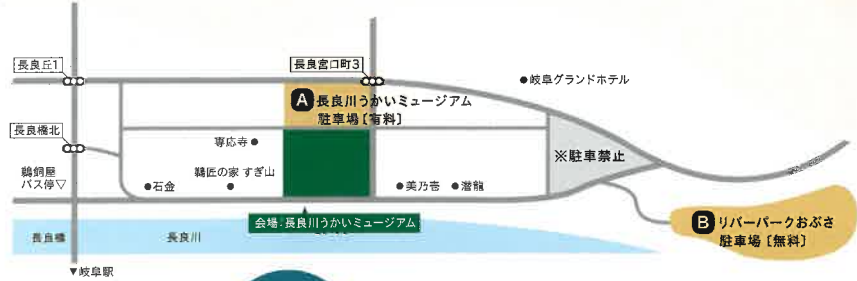 長良丘1
長良宮口町3
●岐阜グランドホテル
A 長良川うかいミュージアム
駐車場〔有料〕
長良橋北
専応寺●
※駐車禁止
鵜飼屋
バス停▽
鵜匠の家 すぎ山
●
●石金
●美乃壱
●潜龍
会場:長良川うかいミュージアム
B リバーパークおぶさ
駐車場〔無料〕
長良橋
長良川
▼岐阜駅